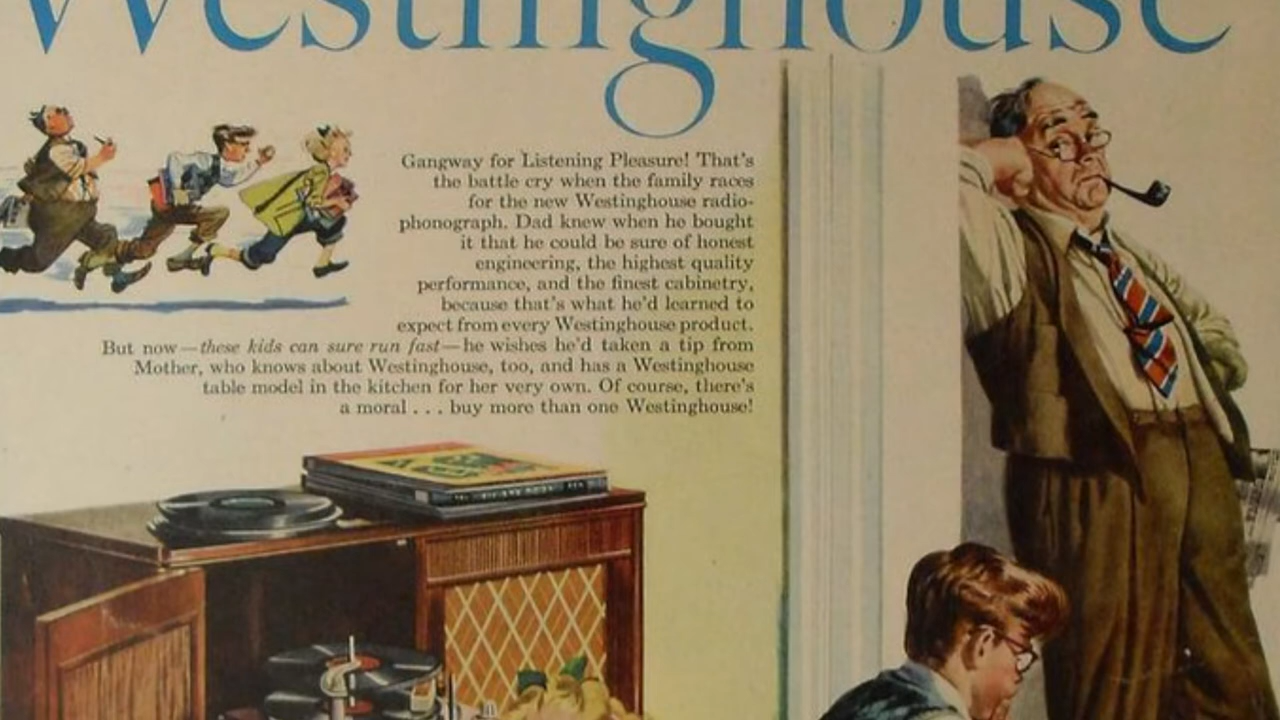 Westinghouse
Gangway for Listening Pleasure! That's
the battle cry when the family races
for the new Westinghouse radio-
phonograph. Dad knew when he bought
it that he could be sure of honest
engineering, the highest quality
performance, and the finest cabinetry,
because that's what he'd learned to
expect from every Westinghouse product.
But now—these kids can sure run fast—he wishes he'd taken a tip from
Mother, who knows about Westinghouse, too, and has a Westinghouse
table model in the kitchen for her very own. Of course, there's
a moral . . . buy more than one Westinghouse!